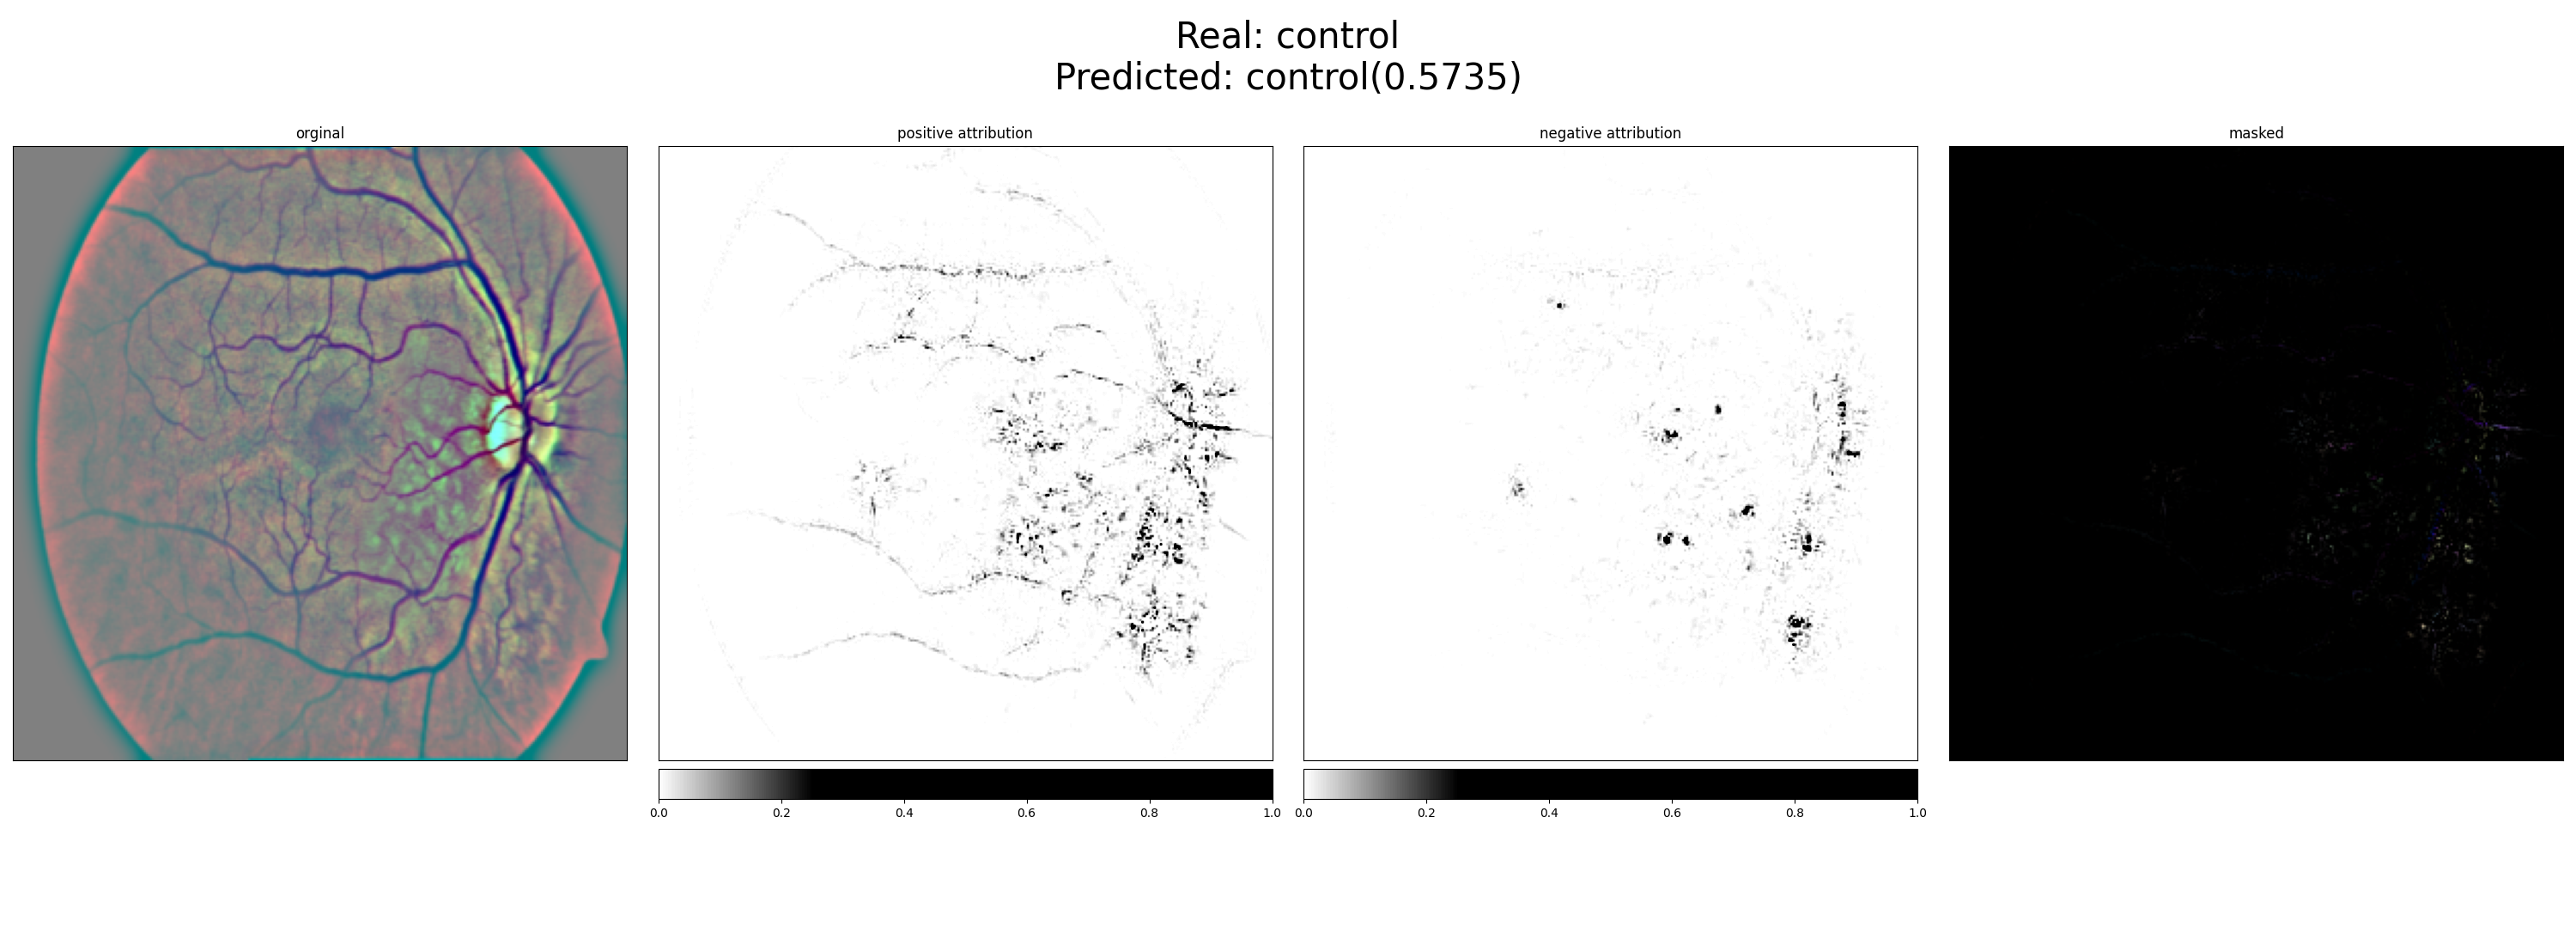 Real: control
Predicted: control(0.5735)
orginal
positive attribution
negative attribution
masked
0.0 0.2 0.4 0.6 0.8 1.0
0.0 0.2 0.4 0.6 0.8 1.0